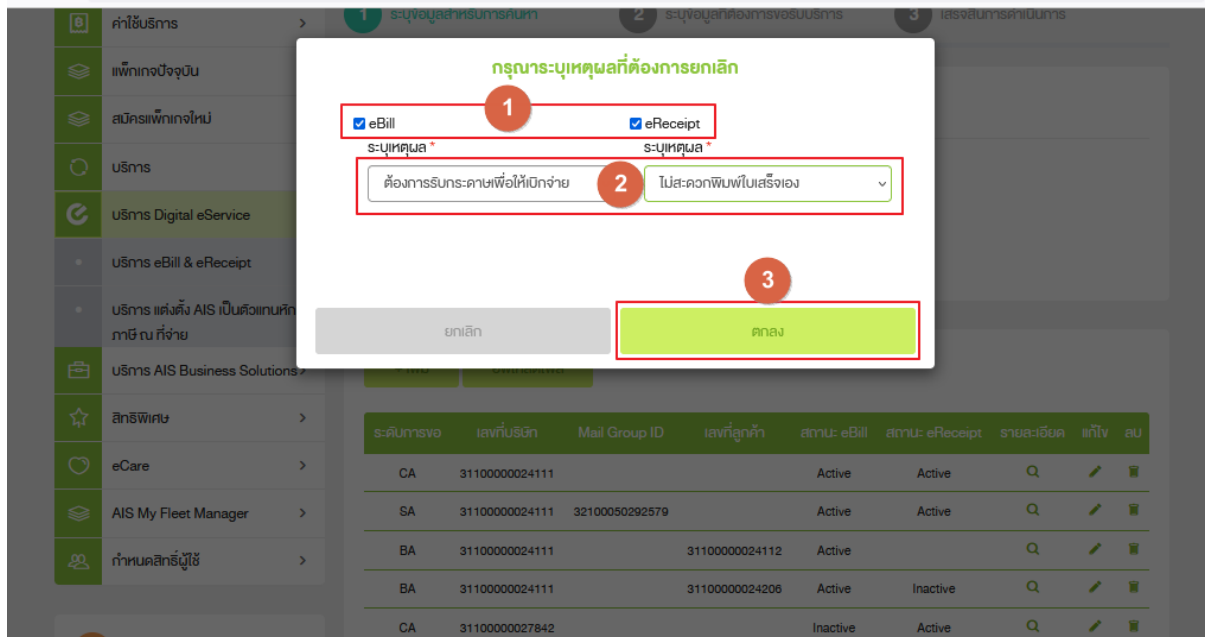 ค่าใช้บริการ
1 ระบุข้อมูลสำหรับการค้นหา
2 ระบุข้อมูลที่ต้องการขอรับบริการ
3 เสร็จสิ้นการดำเนินการ
แพ็กเกจปัจจุบัน
สมัครแพ็กเกจใหม่
บริการ
บริการ Digital eService
บริการ eBill & eReceipt
บริการ แต่งตั้ง AIS เป็นตัวแทนหัก
ภาษี ณ ที่จ่าย
บริการ AIS Business Solutions
สิทธิพิเศษ
eCare
AIS My Fleet Manager
กำหนดสิทธิ์ผู้ใช้
กรุณาระบุเหตุผลที่ต้องการยกเลิก
1
eBill eReceipt
ระบุเหตุผล * ระบุเหตุผล *
ต้องการรับกระดาษเพื่อให้เบิกจ่าย 2 ไม่สะดวกพิมพ์ใบเสร็จเอง
3
ยกเลิก ตกลง
ระดับการขอ เลขที่บริษัท Mail Group ID เลขที่ลูกค้า สถานะ eBill สถานะ eReceipt รายละเอียด แก้ไข ลบ
CA 31100000024111 Active Active
SA 31100000024111 32100050292579 Active Active
BA 31100000024111 31100000024112 Active
BA 31100000024111 31100000024206 Active Inactive
CA 31100000027842 Inactive Active